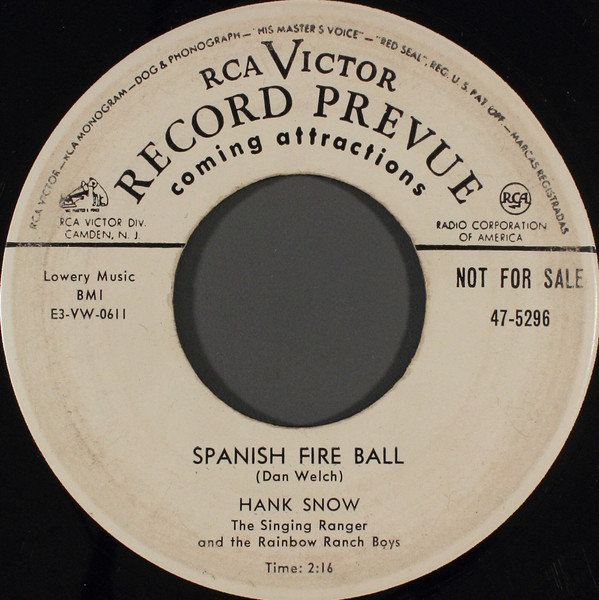 RCA VICTOR—RCA MONOGRAM—DOG & PHONOGRAPH—"HIS MASTER'S VOICE"—"RED SEAL", REG. U. S. PAT. OFF.—MARCAS REGISTRADAS
RCA VICTOR
RECORD PREVUE
coming attractions
HIS MASTER'S VOICE
RCA
RCA VICTOR DIV.
CAMDEN, N. J.
RADIO CORPORATION
OF AMERICA
Lowery Music
BMI
E3-VW-0611
NOT FOR SALE
47-5296
SPANISH FIRE BALL
(Dan Welch)
HANK SNOW
The Singing Ranger
and the Rainbow Ranch Boys
Time: 2:16